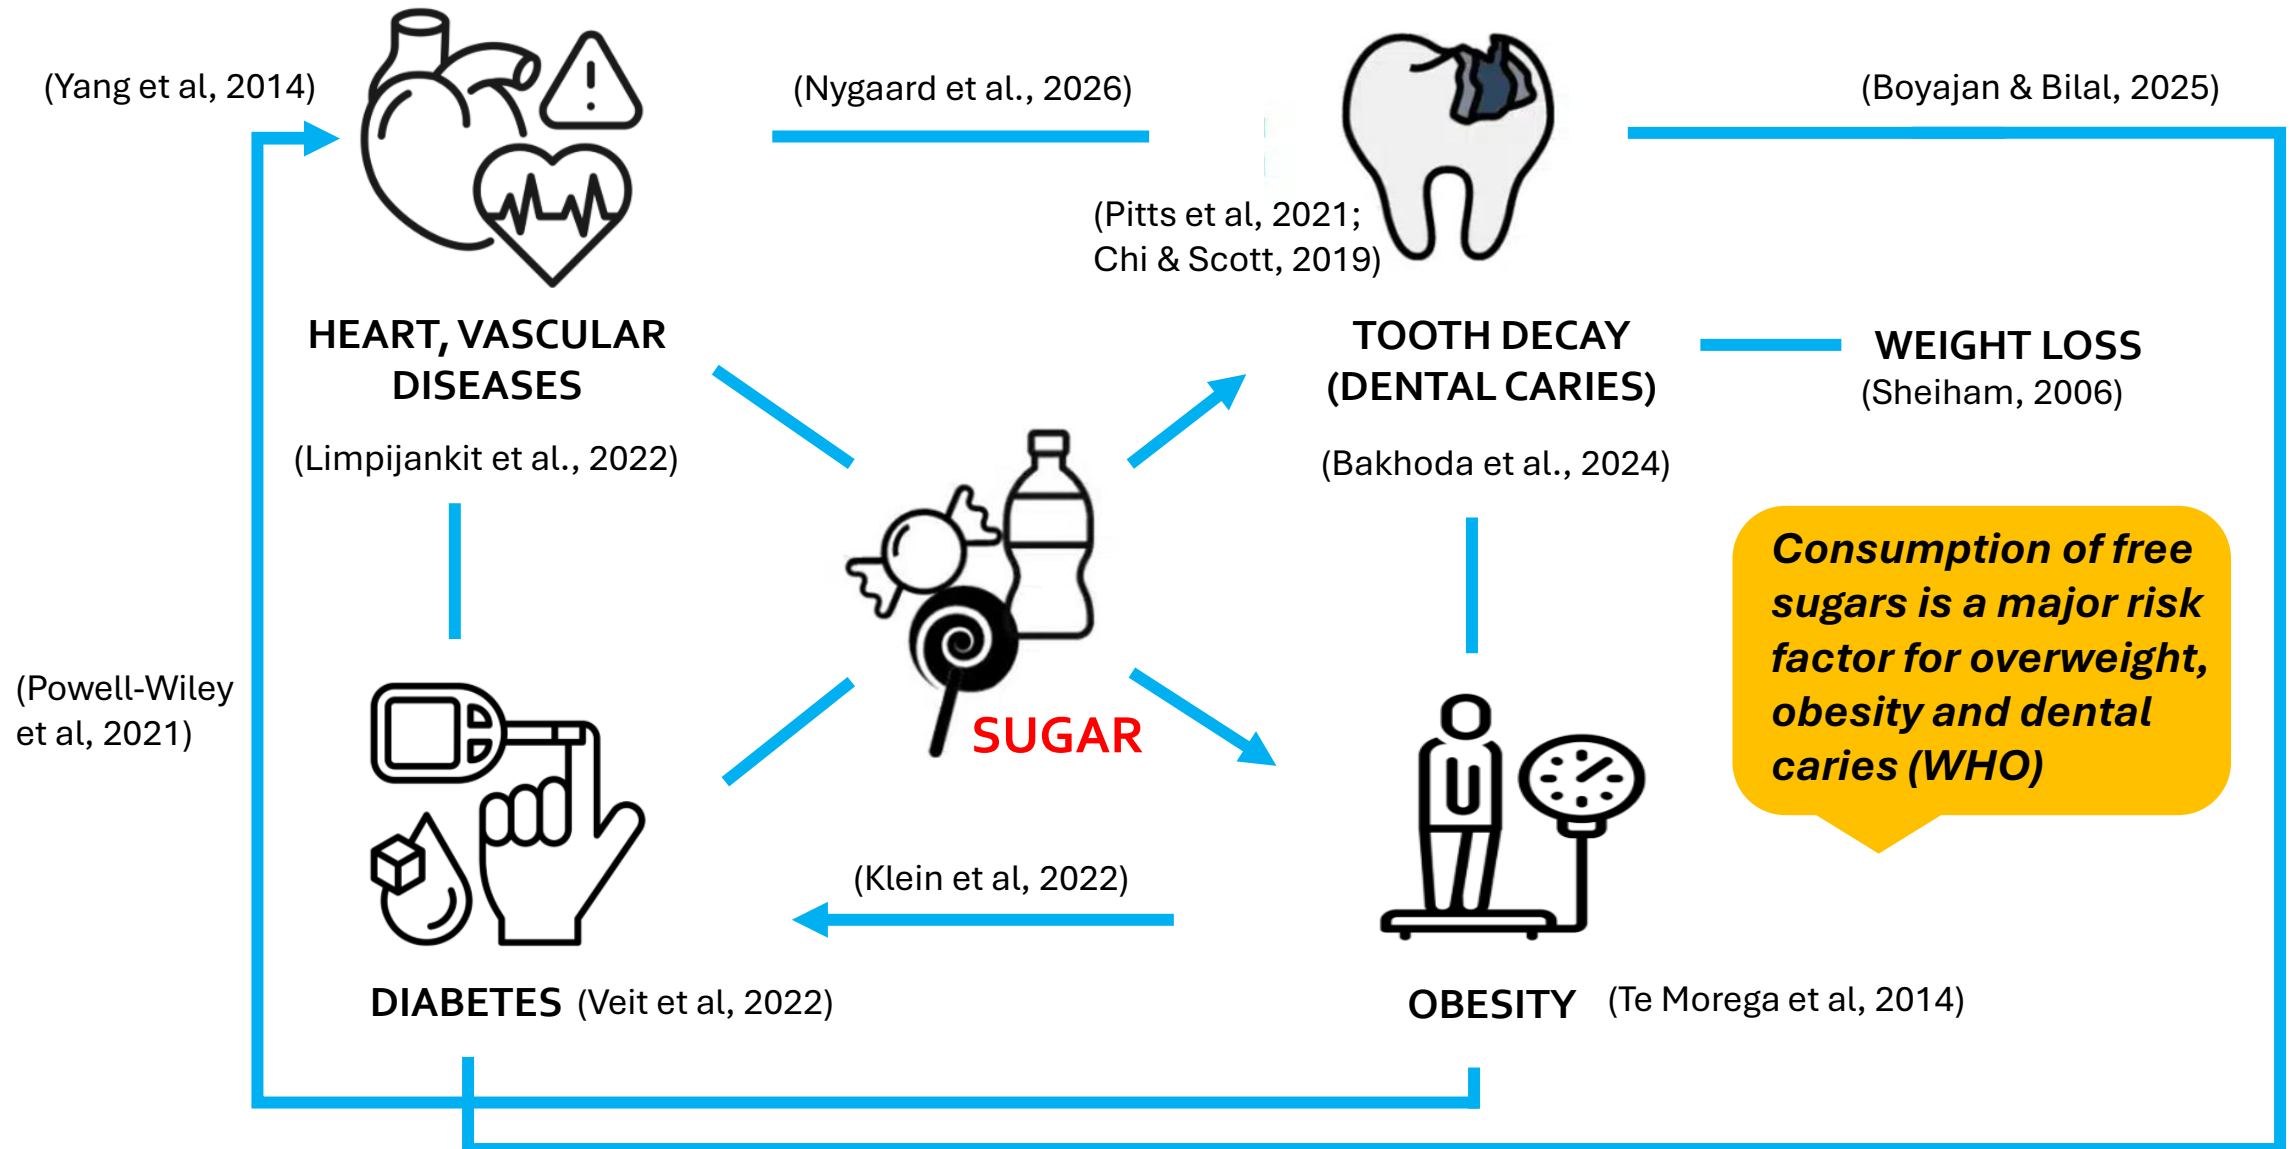 (Yang et al, 2014)
(Nygaard et al., 2026)
(Boyajan & Bilal, 2025)
(Pitts et al, 2021;
Chi & Scott, 2019)
HEART, VASCULAR
DISEASES
(Limpijankit et al., 2022)
TOOTH DECAY
(DENTAL CARIES)
(Bakhoda et al., 2024)
WEIGHT LOSS
(Sheiham, 2006)
Consumption of free
sugars is a major risk
factor for overweight,
obesity and dental
caries (WHO)
(Powell-Wiley
et al, 2021)
SUGAR
(Klein et al, 2022)
DIABETES (Veit et al, 2022)
OBESITY (Te Morega et al, 2014)